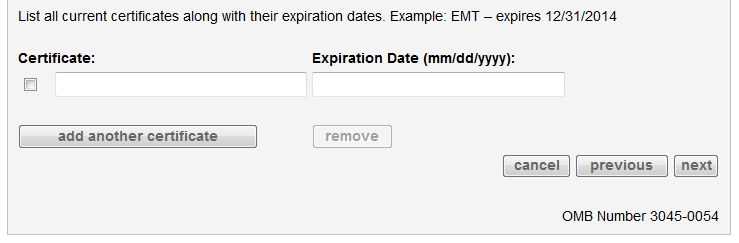 List all current certificates along with their expiration dates. Example: EMT – expires 12/31/2014
Certificate: Expiration Date (mm/dd/yyyy):
add another certificate remove
cancel previous next
OMB Number 3045-0054